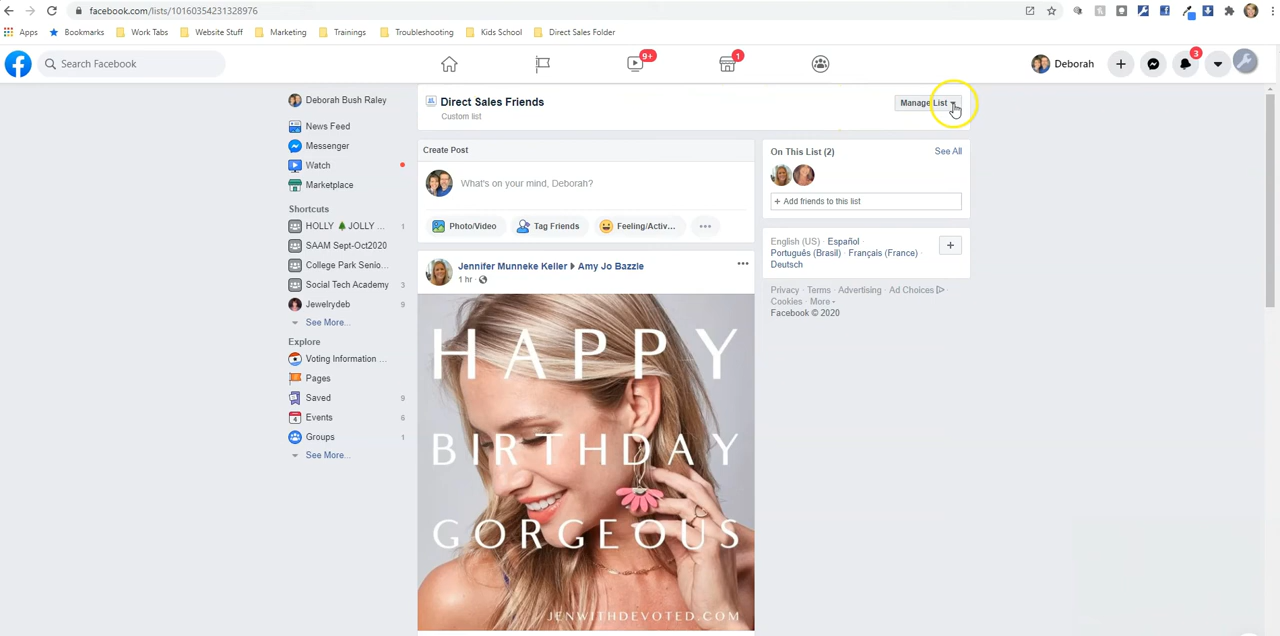 facebook.com/lists/10160354231328976
Apps
Bookmarks
Work Tabs
Website Stuff
Marketing
Trainings
Troubleshooting
Kids School
Direct Sales Folder
Search Facebook
9+
1
Deborah
3
Deborah Bush Raley
News Feed
Messenger
Watch
Marketplace
Shortcuts
HOLLY 🎄JOLLY ... 1
SAAM Sept-Oct2020
College Park Senio...
Social Tech Academy 3
Jewelrydeb 9
See More...
Explore
Voting Information ...
Pages
Saved 9
Events 6
Groups 1
See More...
Direct Sales Friends
Custom list
Manage List
Create Post
What's on your mind, Deborah?
Photo/Video
Tag Friends
Feeling/Activ...
Jennifer Munneke Keller ▸ Amy Jo Bazzle
1 hr ·
HAPPY
BIRTHDAY
GORGEOUS
JENWITHDEVOTED.COM
On This List (2)
See All
+ Add friends to this list
English (US) · Español ·
Português (Brasil) · Français (France) ·
Deutsch
Privacy · Terms · Advertising · Ad Choices ·
Cookies · More
Facebook © 2020